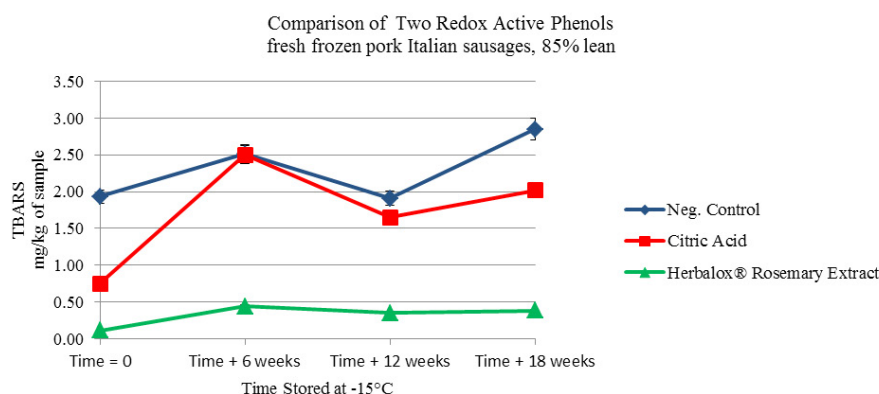 Comparison of Two Redox Active Phenols
fresh frozen pork Italian sausages, 85% lean
3.50
3.00
2.50
2.00
1.50
1.00
0.50
0.00
TBARS
mg/kg of sample
Time = 0
Time + 6 weeks
Time + 12 weeks
Time + 18 weeks
Time Stored at -15°C
Neg. Control
Citric Acid
Herbalox® Rosemary Extract